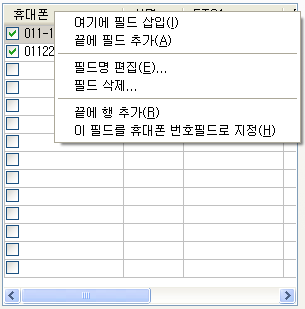 휴대폰
여기에 필드 삽입(I)
끝에 필드 추가(A)
011-1
01122
필드명 편집(E)...
필드 삭제...
끝에 행 추가(R)
이 필드를 휴대폰 번호필드로 지정(H)